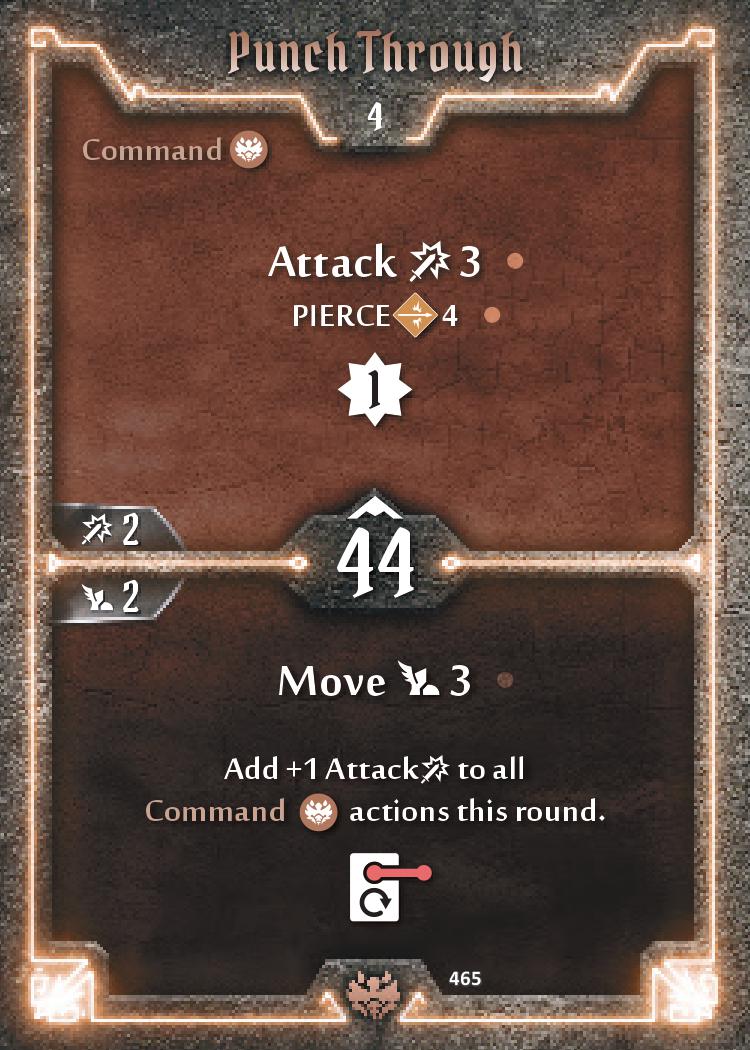 Punch Through
4
Command
Attack 3
PIERCE 4
1
2
44
2
Move 3
Add +1 Attack to all
Command actions this round.
465